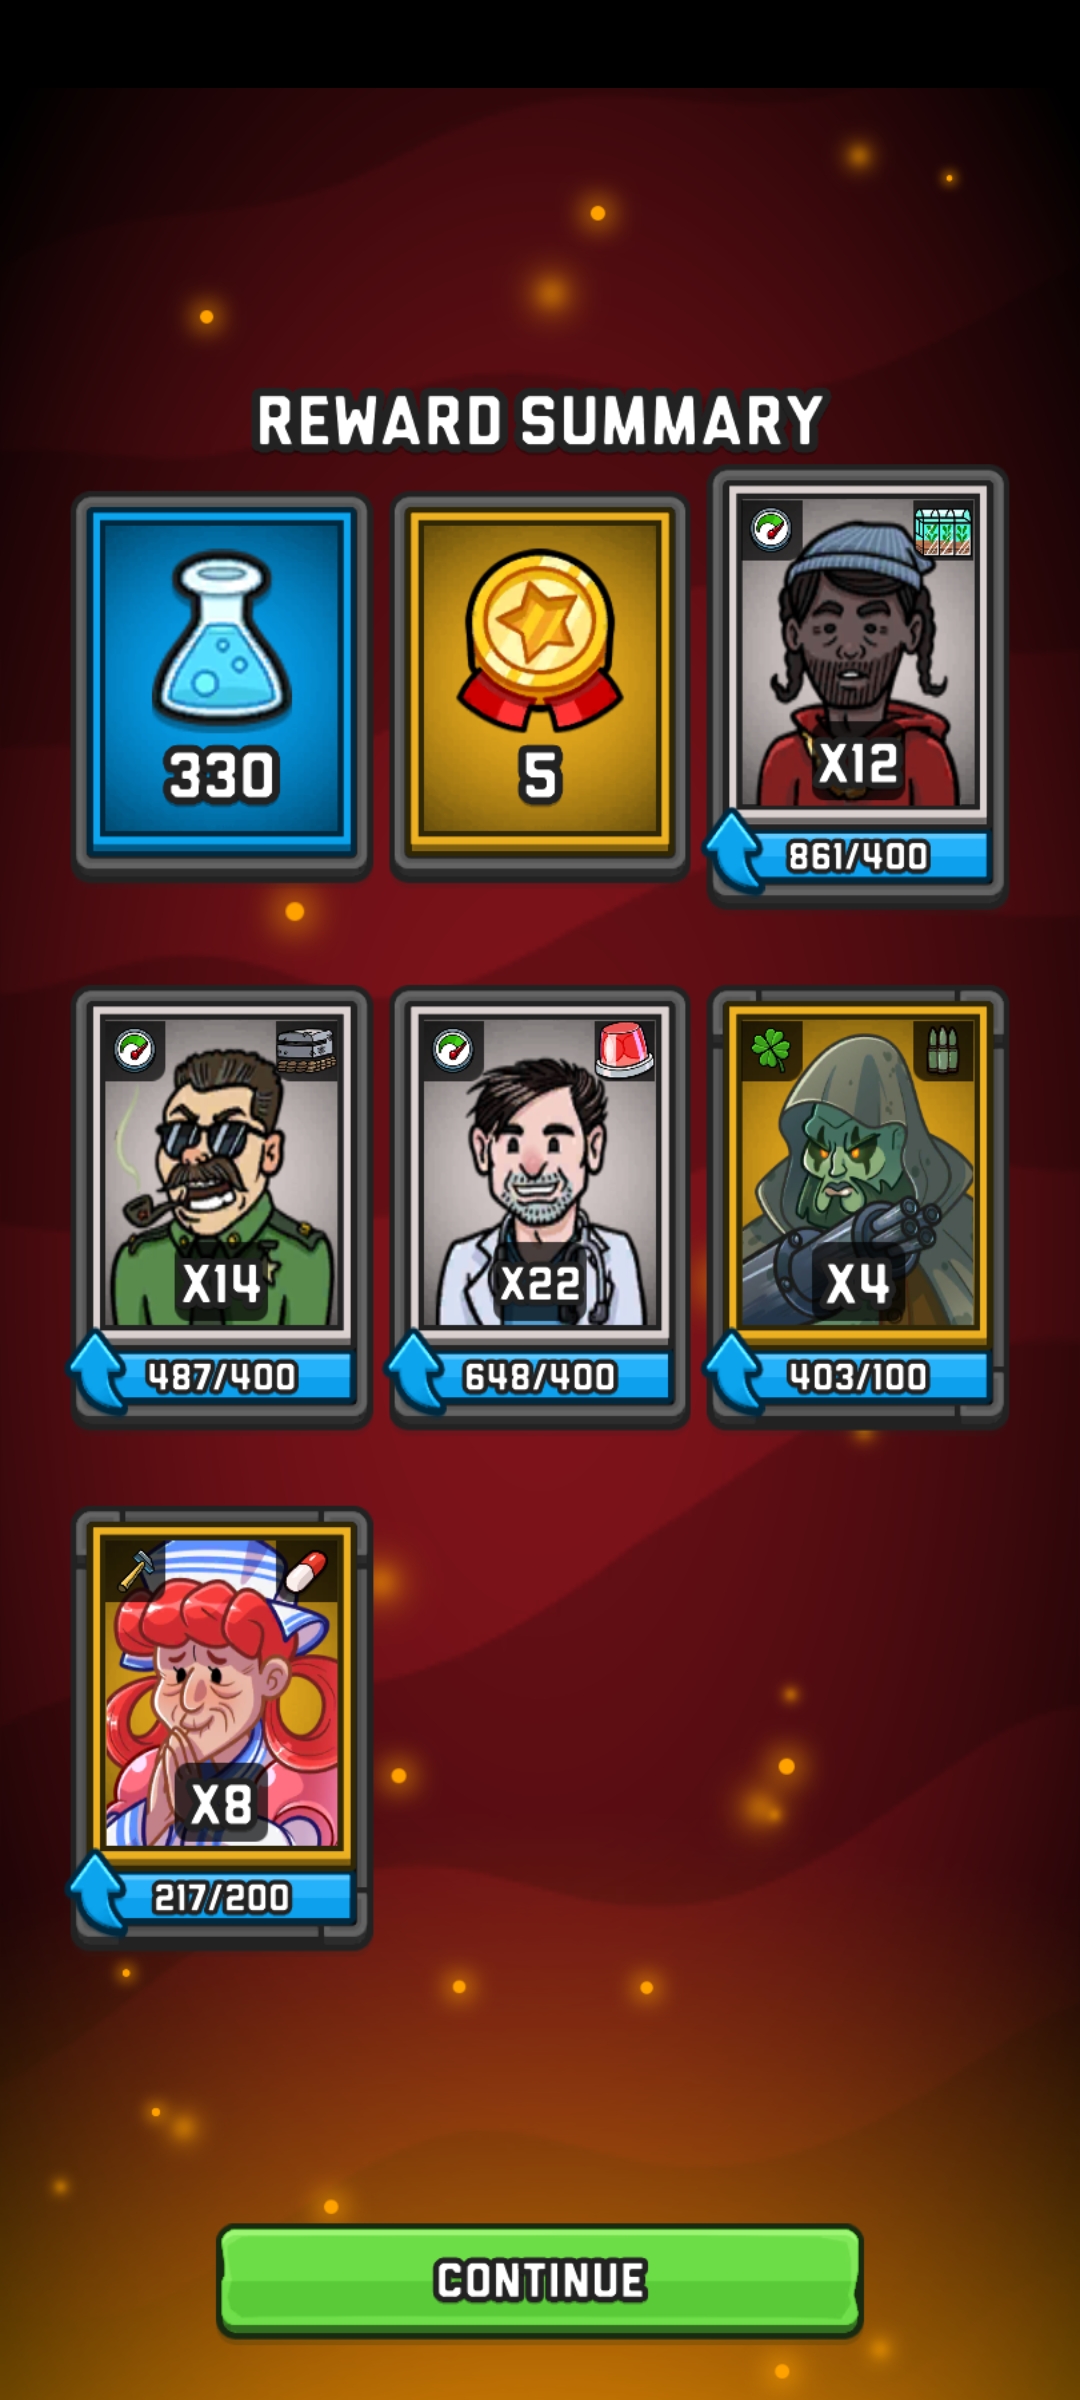 REWARD SUMMARY
330
5
X12
861/400
X14
487/400
X22
648/400
X4
403/100
X8
217/200
CONTINUE